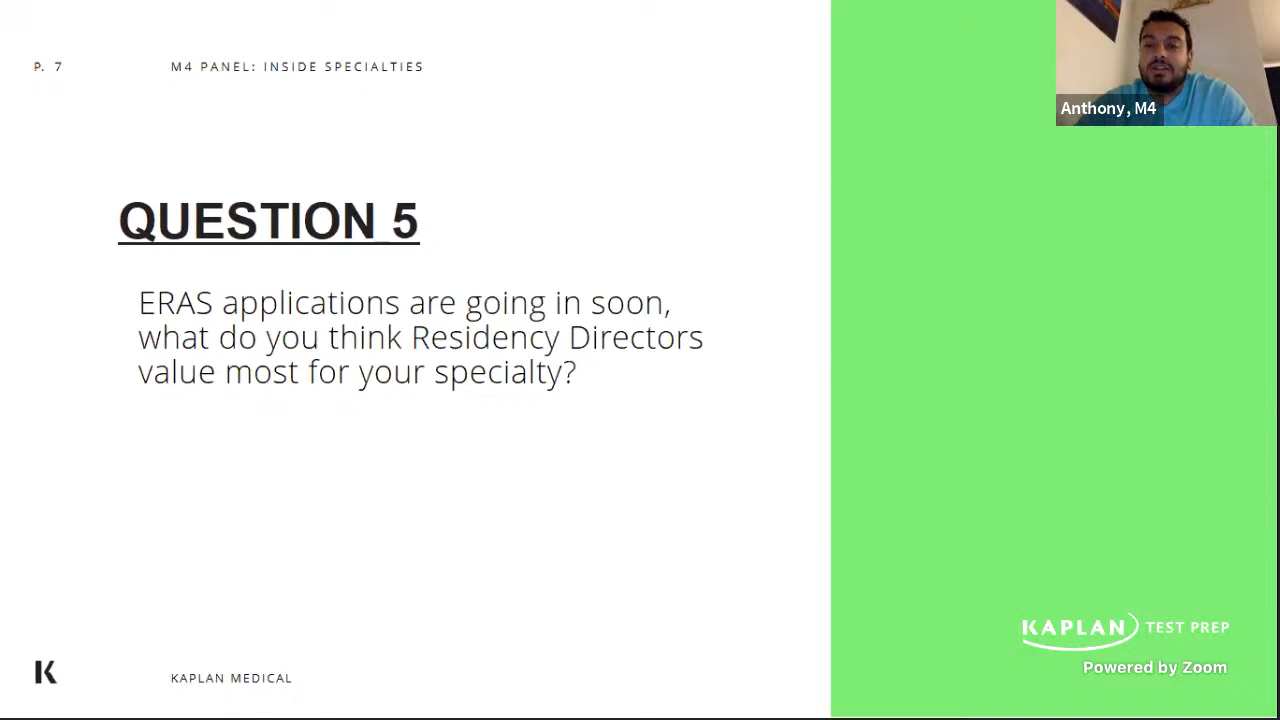 P. 7
M4 PANEL: INSIDE SPECIALTIES
Anthony, M4
QUESTION 5
ERAS applications are going in soon,
what do you think Residency Directors
value most for your specialty?
KAPLAN TEST PREP
Powered by Zoom
K
KAPLAN MEDICAL